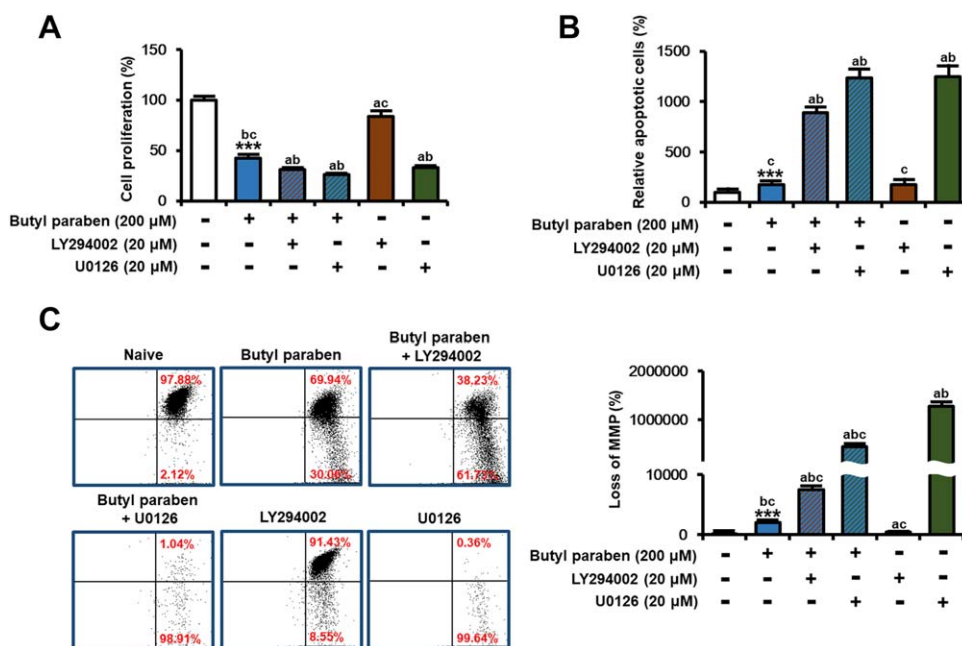 A
Cell proliferation (%)
150
100
50
0
bc
***
ab
ab
ac
ab
Butyl paraben (200 μM) - + + + - -
LY294002 (20 μM) - - + - + -
U0126 (20 μM) - - - + - +
B
Relative apoptotic cells (%)
1500
1000
500
0
c
***
ab
ab
c
ab
Butyl paraben (200 μM) - + + + - -
LY294002 (20 μM) - - + - + -
U0126 (20 μM) - - - + - +
C
Naive
97.88%
2.12%
Butyl paraben
69.94%
30.06%
Butyl paraben
+ LY294002
38.23%
61.77%
Butyl paraben
+ U0126
1.04%
98.91%
LY294002
91.43%
8.55%
U0126
0.36%
99.64%
Loss of MMP (%)
2000000
1000000
10000
0
bc
***
abc
abc
ac
ab
Butyl paraben (200 μM) - + + + - -
LY294002 (20 μM) - - + - + -
U0126 (20 μM) - - - + - +